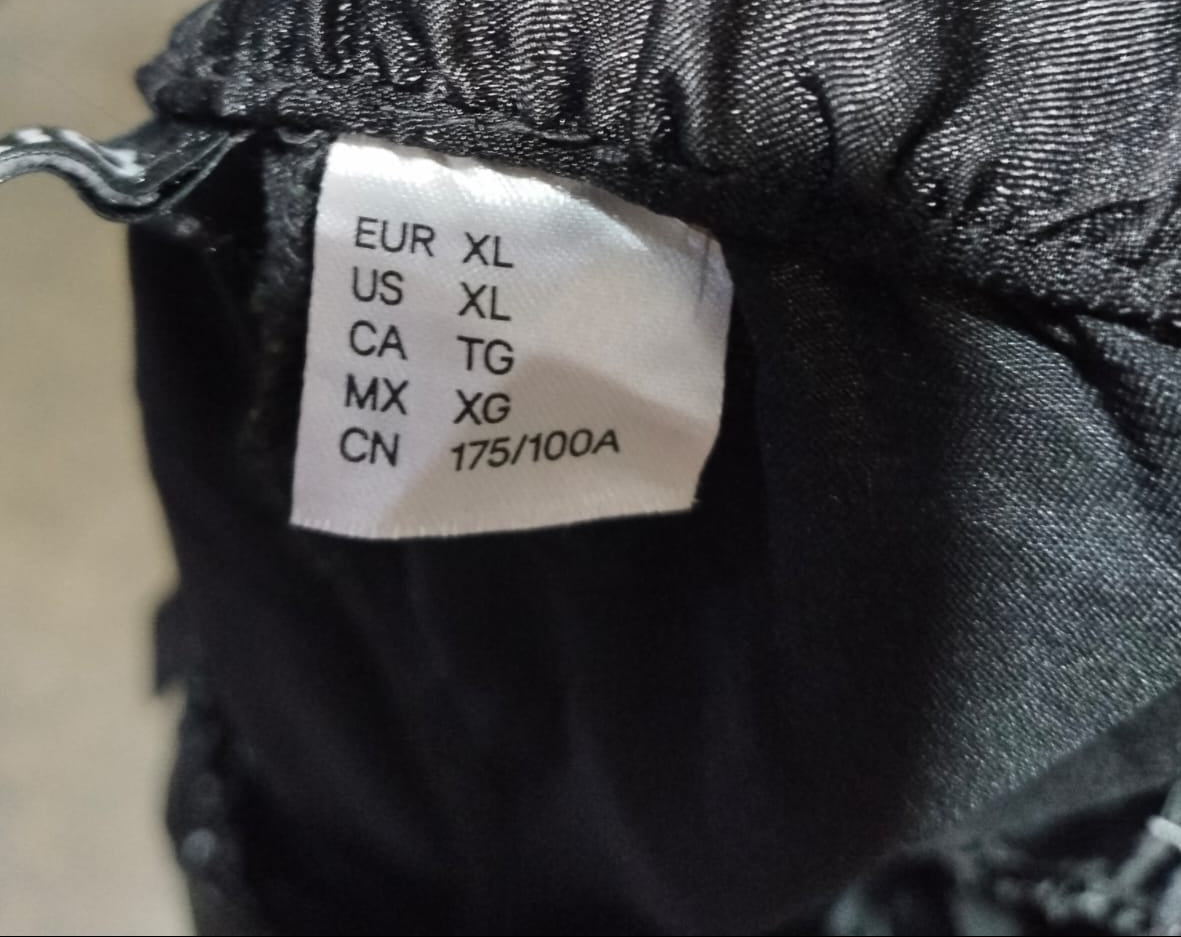 EUR XL
US XL
CA TG
MX XG
CN 175/100A